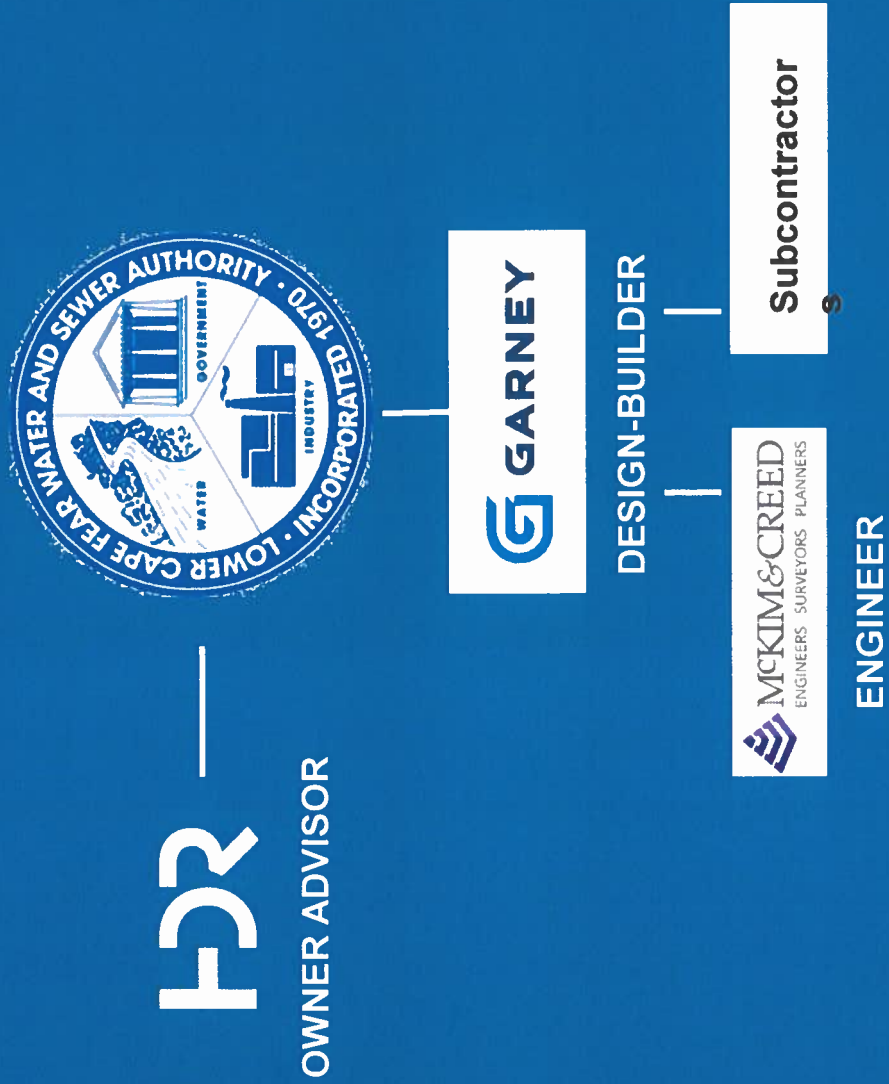 LOWER CAPE FEAR WATER AND SEWER AUTHORITY · INCORPORATED 1970 ·
WATER
GOVERNMENT
INDUSTRY
HDR
OWNER ADVISOR
GARNEY
DESIGN-BUILDER
MCKIM&CREED
ENGINEERS SURVEYORS PLANNERS
ENGINEER
Subcontractor
s